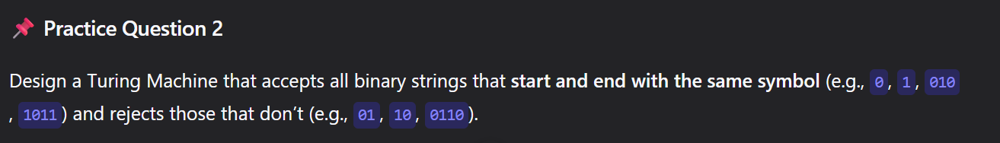 📌 Practice Question 2
Design a Turing Machine that accepts all binary strings that start and end with the same symbol (e.g., 0, 1, 010
, 1011) and rejects those that don’t (e.g., 01, 10, 0110).